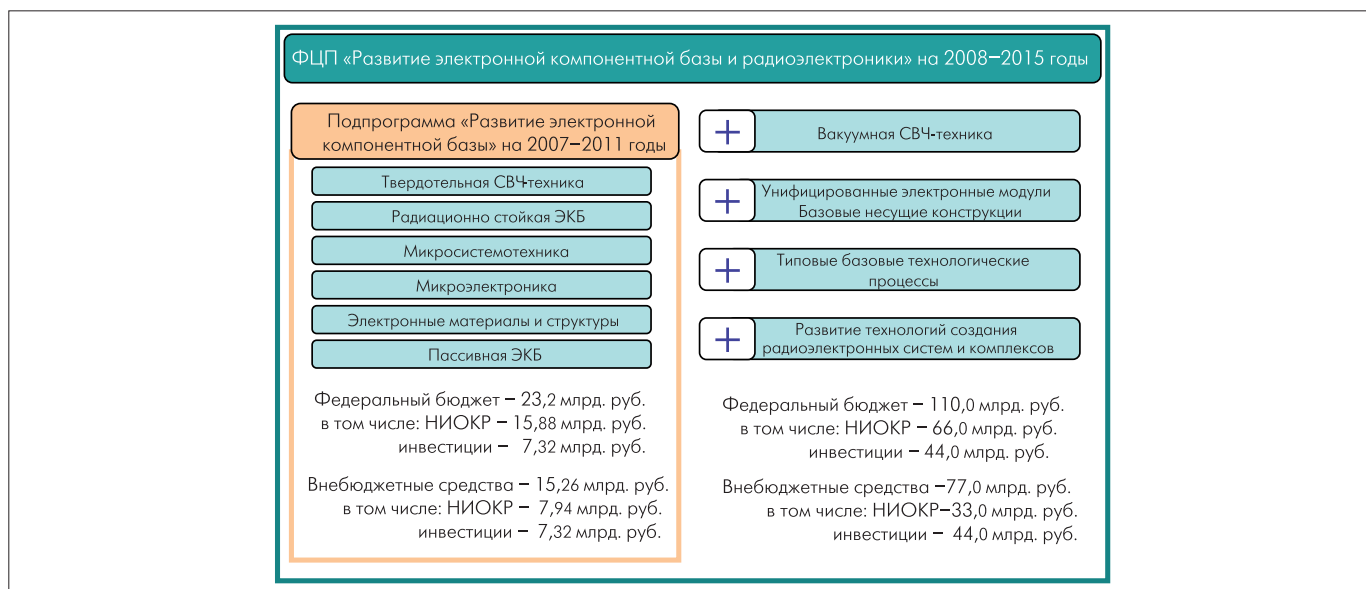 ФЦП «Развитие электронной компонентной базы и радиоэлектроники» на 2008–2015 годы
Подпрограмма «Развитие электронной
компонентной базы» на 2007–2011 годы
Твердотельная СВЧ-техника
Радиационно стойкая ЭКБ
Микросистемотехника
Микроэлектроника
Электронные материалы и структуры
Пассивная ЭКБ
Федеральный бюджет – 23,2 млрд. руб.
в том числе: НИОКР – 15,88 млрд. руб.
инвестиции – 7,32 млрд. руб.
Внебюджетные средства – 15,26 млрд. руб.
в том числе: НИОКР – 7,94 млрд. руб.
инвестиции – 7,32 млрд. руб.
+ Вакуумная СВЧ-техника
+ Унифицированные электронные модули
Базовые несущие конструкции
+ Типовые базовые технологические
процессы
+ Развитие технологий создания
радиоэлектронных систем и комплексов
Федеральный бюджет – 110,0 млрд. руб.
в том числе: НИОКР – 66,0 млрд. руб.
инвестиции – 44,0 млрд. руб.
Внебюджетные средства –77,0 млрд. руб.
в том числе: НИОКР–33,0 млрд. руб.
инвестиции – 44,0 млрд. руб.